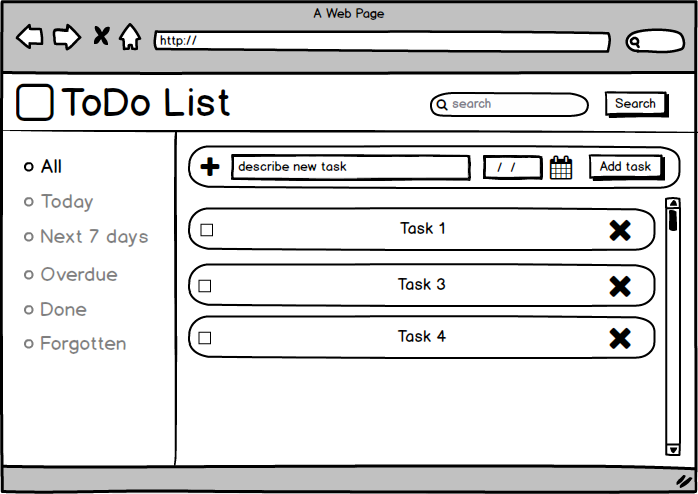 A Web Page
http://
ToDo List
search
Search
All
Today
Next 7 days
Overdue
Done
Forgotten
describe new task
/ /
Add task
Task 1
Task 3
Task 4